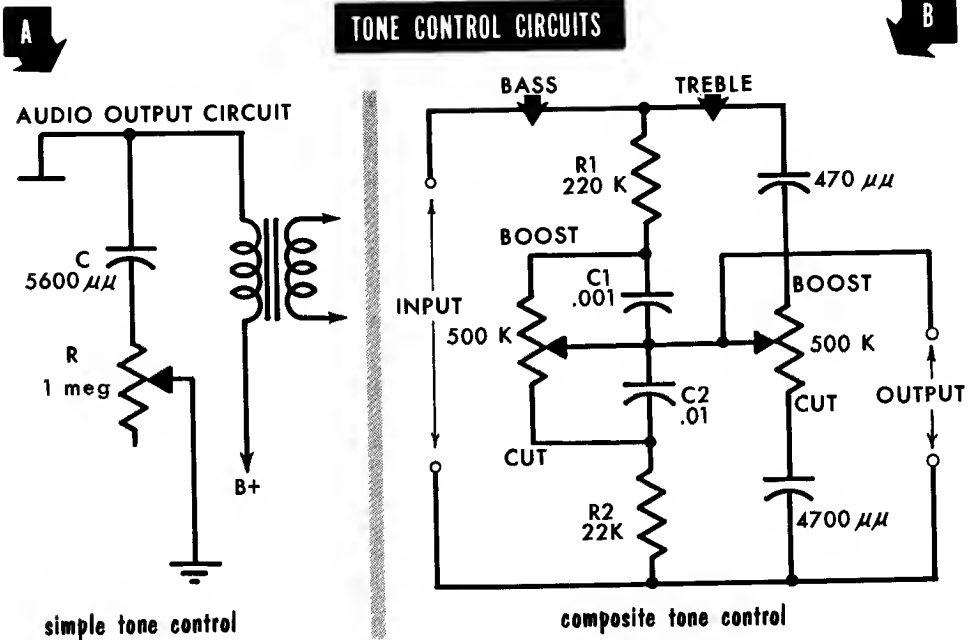 A
TONE CONTROL CIRCUITS
B
AUDIO OUTPUT CIRCUIT
C
5600 μμ
R
1 meg
B+
simple tone control
BASS
TREBLE
R1
220 K
470 μμ
BOOST
C1
.001
BOOST
INPUT
500 K
500 K
C2
.01
CUT
OUTPUT
CUT
R2
22K
4700 μμ
composite tone control